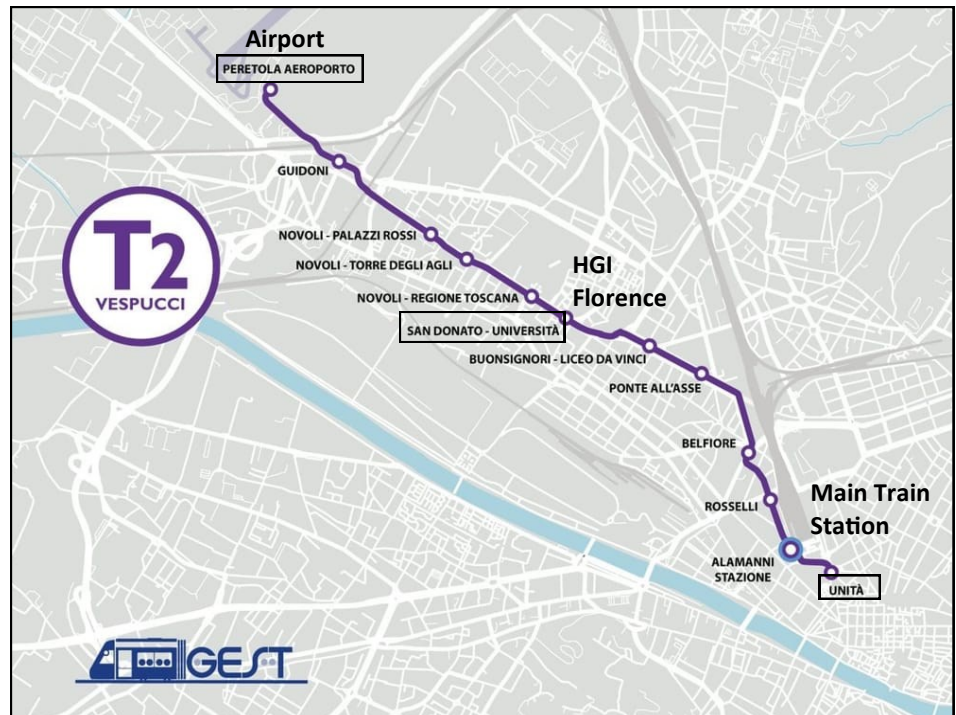 Airport
PERETOLA AEROPORTO
GUIDONI
T2
VESPUCCI
NOVOLI - PALAZZI ROSSI
NOVOLI - TORRE DEGLI AGLI
HGI
Florence
NOVOLI - REGIONE TOSCANA
SAN DONATO - UNIVERSITÀ
BUONSIGNORI - LICEO DA VINCI
PONTE ALL'ASSE
BELFIORE
Main Train
Station
ROSSELLI
ALAMANNI
STAZIONE
UNITÀ
GEST